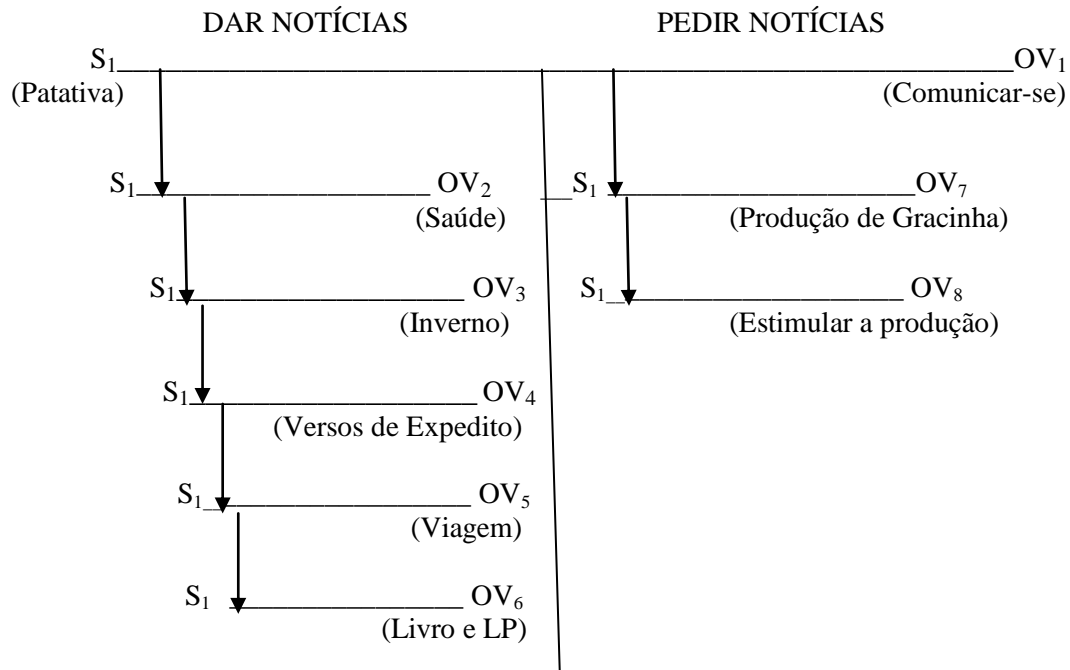 DAR NOTÍCIAS PEDIR NOTÍCIAS
S₁ OV₁
(Patativa) (Comunicar-se)
S₁ OV₂ S₁ OV₇
(Saúde) (Produção de Gracinha)
S₁ OV₃ S₁ OV₈
(Inverno) (Estimular a produção)
S₁ OV₄
(Versos de Expedito)
S₁ OV₅
(Viagem)
S₁ OV₆
(Livro e LP)